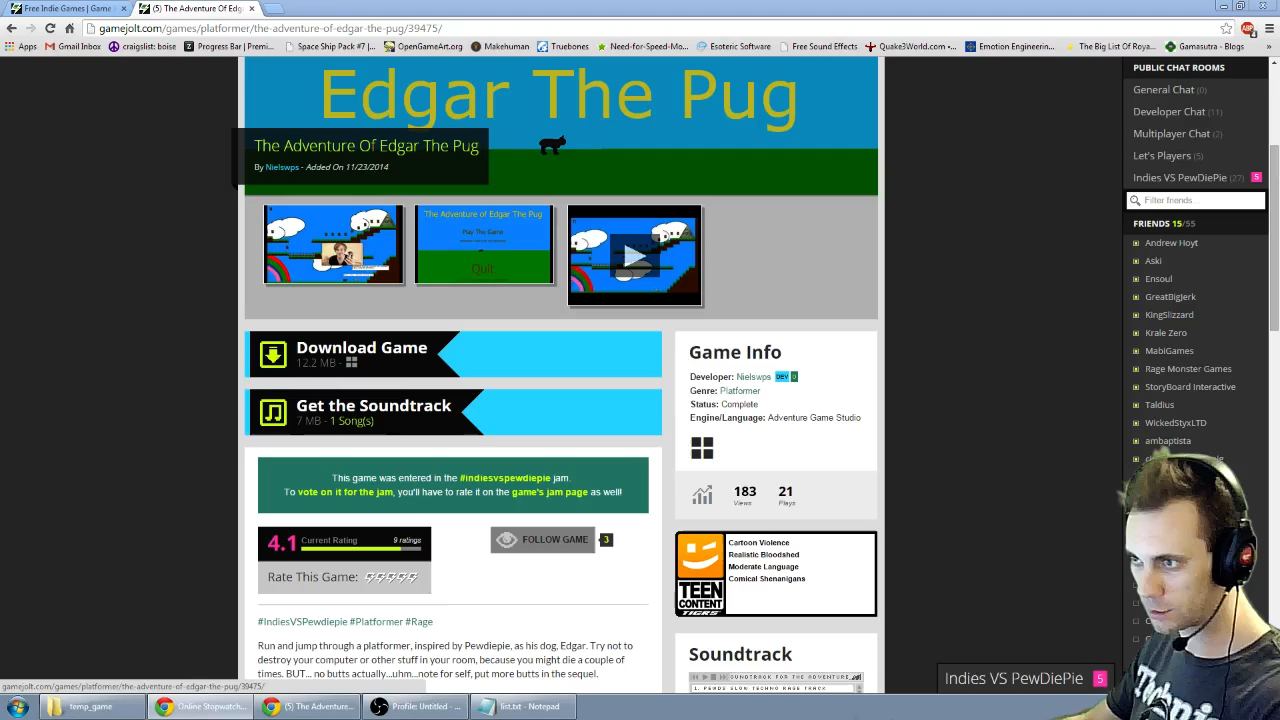 Free Indie Games | Game
(5) The Adventure Of Edg
gamejolt.com/games/platformer/the-adventure-of-edgar-the-pug/39475/
Apps
Gmail Inbox
craigslist: boise
Progress Bar | Premi...
Space Ship Pack #7 |...
OpenGameArt.org
Makehuman
Truebones
Need-for-Speed-Mo...
Esoteric Software
Free Sound Effects
Quake3World.com •...
Emotion Engineerin...
The Big List Of Roya...
Gamasutra - Blogs
»
Edgar The Pug
The Adventure Of Edgar The Pug
By Nielswps - Added On 11/23/2014
The Adventure of Edgar The Pug
Play The Game
Quit
Download Game
12.2 MB -
Get the Soundtrack
7 MB - 1 Song(s)
This game was entered in the #indiesvspewdiepie jam.
To vote on it for the jam, you'll have to rate it on the game's jam page as well!
4.1 Current Rating 9 ratings
Rate This Game:
FOLLOW GAME 3
#IndiesVSPewdiepie #Platformer #Rage
Run and jump through a platformer, inspired by Pewdiepie, as his dog, Edgar. Try not to
destroy your computer or other stuff in your room, because you might die a couple of
times. BUT... no butts actually...uhm...note for self, put more butts in the sequel.
Game Info
Developer: Nielswps DEV 0
Genre: Platformer
Status: Complete
Engine/Language: Adventure Game Studio
183 21
Views Plays
Cartoon Violence
Realistic Bloodshed
Moderate Language
Comical Shenanigans
TEEN
CONTENT
TIGRS
Soundtrack
PUBLIC CHAT ROOMS
General Chat (0)
Developer Chat (11)
Multiplayer Chat (2)
Let's Players (5)
Indies VS PewDiePie (27) 5
Filter friends...
FRIENDS 15/55
Andrew Hoyt
Aski
Ensoul
GreatBigJerk
KingSlizzard
Krale Zero
MablGames
Rage Monster Games
StoryBoard Interactive
Taldius
WickedStyxLTD
ambaptista
Indies VS PewDiePie 5
gamejolt.com/games/platformer/the-adventure-of-edgar-the-pug/39475/
temp_game
Online Stopwatch...
(5) The Adventure...
Profile: Untitled - ...
list.txt - Notepad